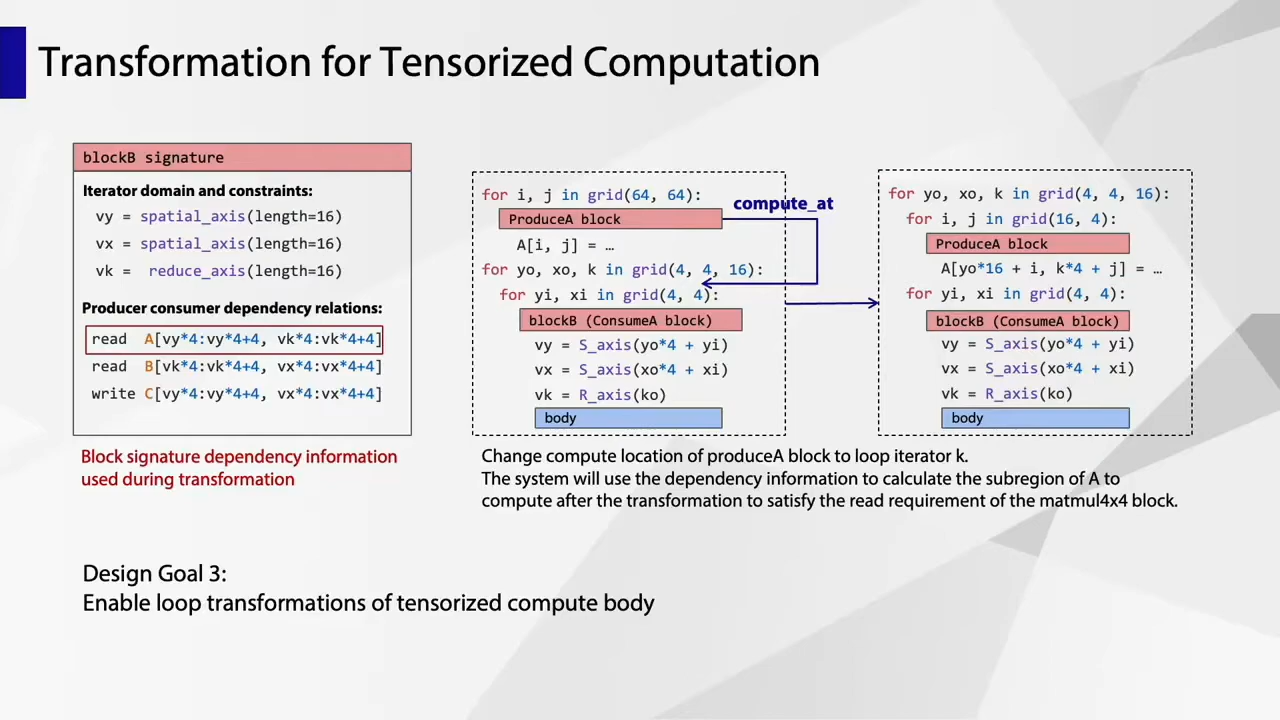 Transformation for Tensorized Computation
blockB signature
Iterator domain and constraints:
vy = spatial_axis(length=16)
vx = spatial_axis(length=16)
vk = reduce_axis(length=16)
Producer consumer dependency relations:
read A[vy*4:vy*4+4, vk*4:vk*4+4]
read B[vk*4:vk*4+4, vx*4:vx*4+4]
write C[vy*4:vy*4+4, vx*4:vx*4+4]
Block signature dependency information
used during transformation
for i, j in grid(64, 64):
ProduceA block
A[i, j] = …
for yo, xo, k in grid(4, 4, 16):
for yi, xi in grid(4, 4):
blockB (ConsumeA block)
vy = S_axis(yo*4 + yi)
vx = S_axis(xo*4 + xi)
vk = R_axis(ko)
body
compute_at
for yo, xo, k in grid(4, 4, 16):
for i, j in grid(16, 4):
ProduceA block
A[yo*16 + i, k*4 + j] = …
for yi, xi in grid(4, 4):
blockB (ConsumeA block)
vy = S_axis(yo*4 + yi)
vx = S_axis(xo*4 + xi)
vk = R_axis(ko)
body
Change compute location of produceA block to loop iterator k.
The system will use the dependency information to calculate the subregion of A to
compute after the transformation to satisfy the read requirement of the matmul4x4 block.
Design Goal 3:
Enable loop transformations of tensorized compute body